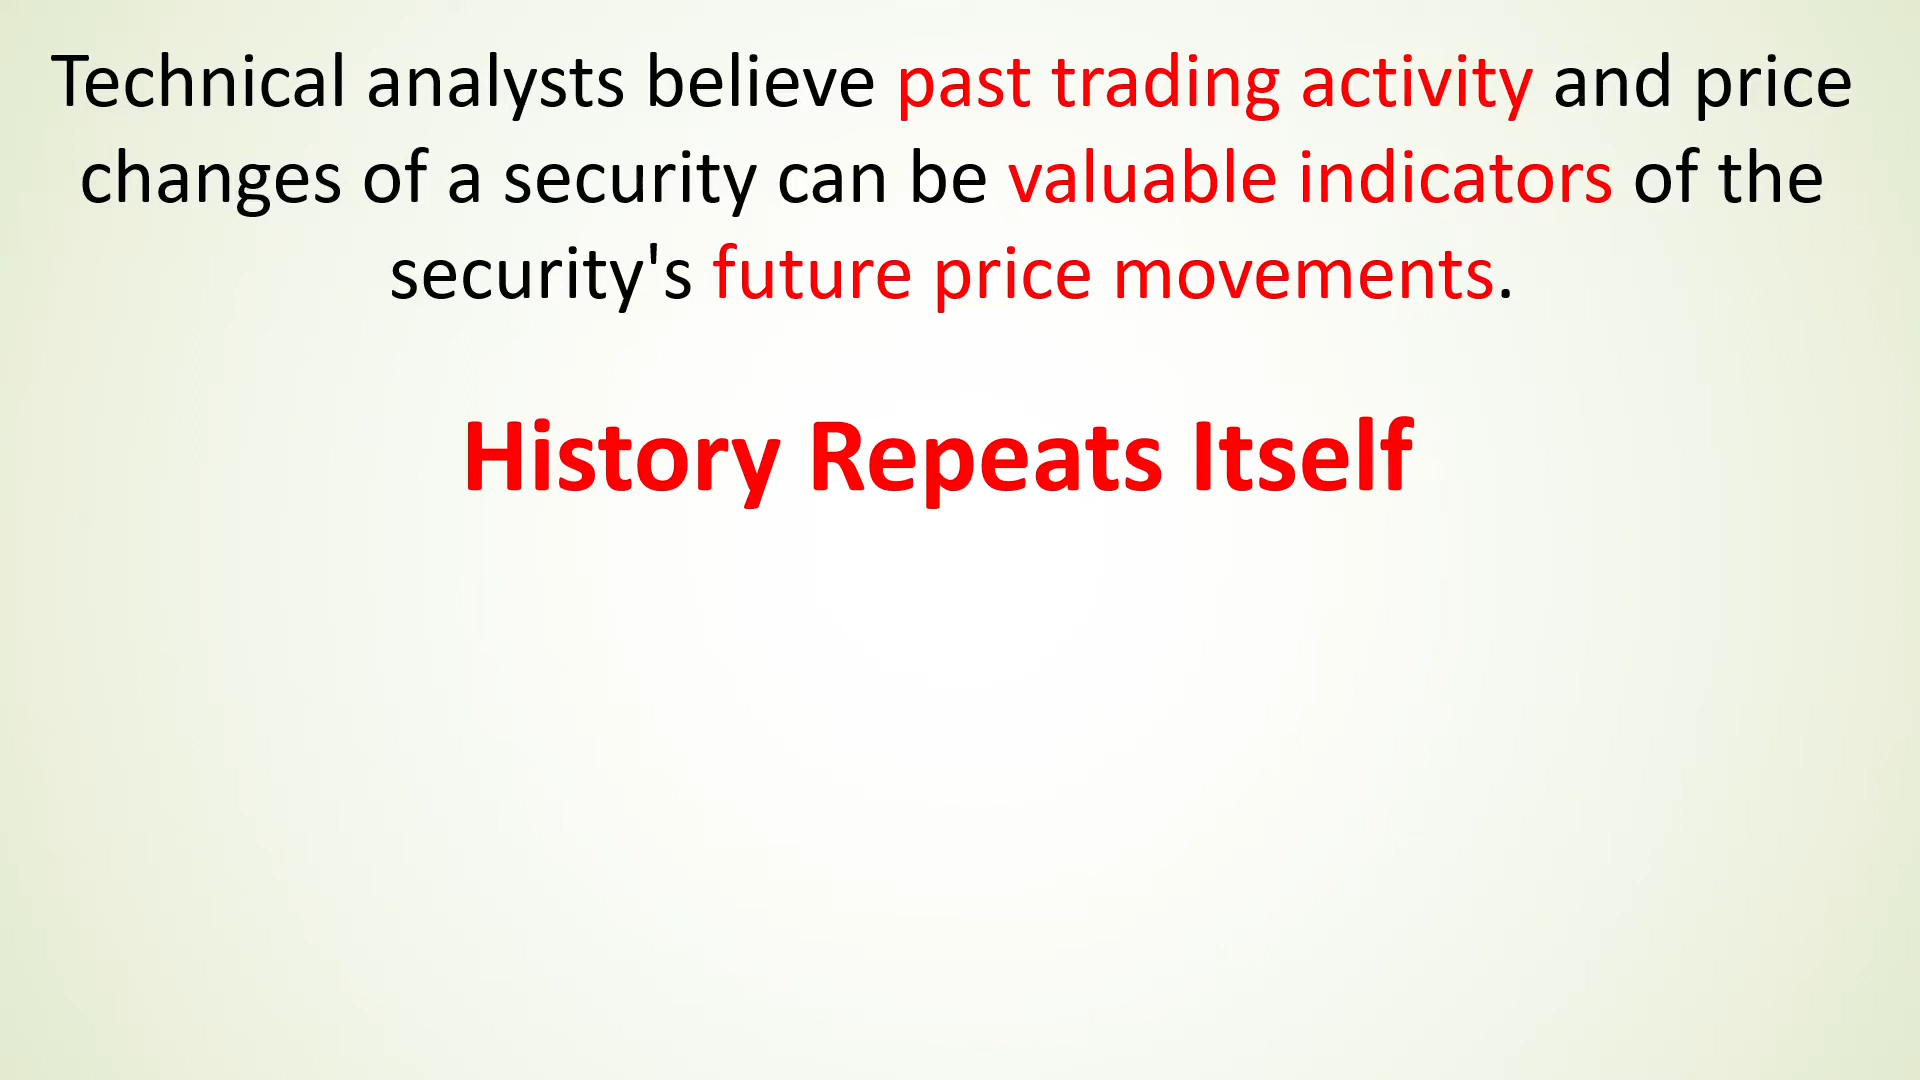 Technical analysts believe past trading activity and price
changes of a security can be valuable indicators of the
security's future price movements.
History Repeats Itself